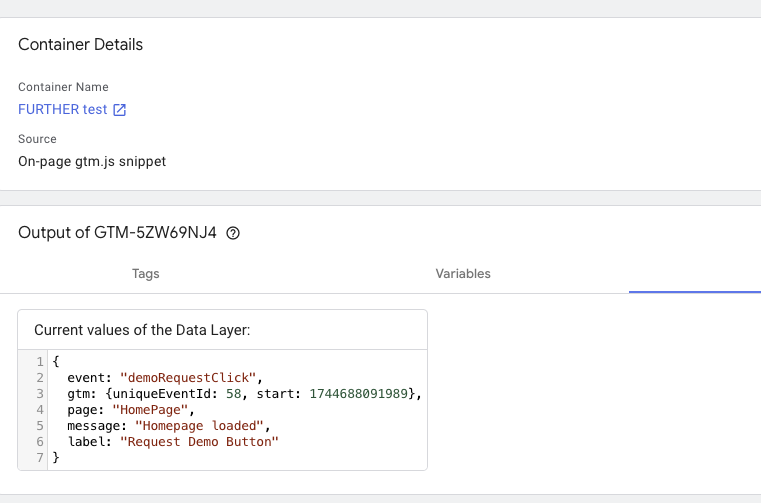 Container Details
Container Name
FURTHER test
Source
On-page gtm.js snippet
Output of GTM-5ZW69NJ4
Tags Variables
Current values of the Data Layer:
1 {
2 event: "demoRequestClick",
3 gtm: {uniqueEventId: 58, start: 1744688091989},
4 page: "HomePage",
5 message: "Homepage loaded",
6 label: "Request Demo Button"
7 }